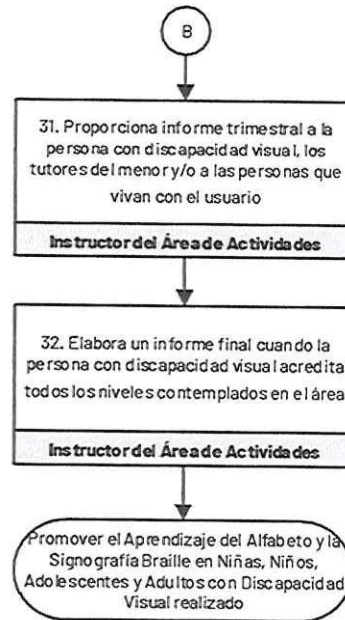 B
31. Proporciona informe trimestral a la
persona con discapacidad visual, los
tutores del menor y/o a las personas que
vivan con el usuario
Instructor del Área de Actividades
32. Elabora un informe final cuando la
persona con discapacidad visual acredita
todos los niveles contemplados en el área
Instructor del Área de Actividades
Promover el Aprendizaje del Alfabeto y la
Signografía Braille en Niñas, Niños,
Adolescentes y Adultos con Discapacidad
Visual realizado